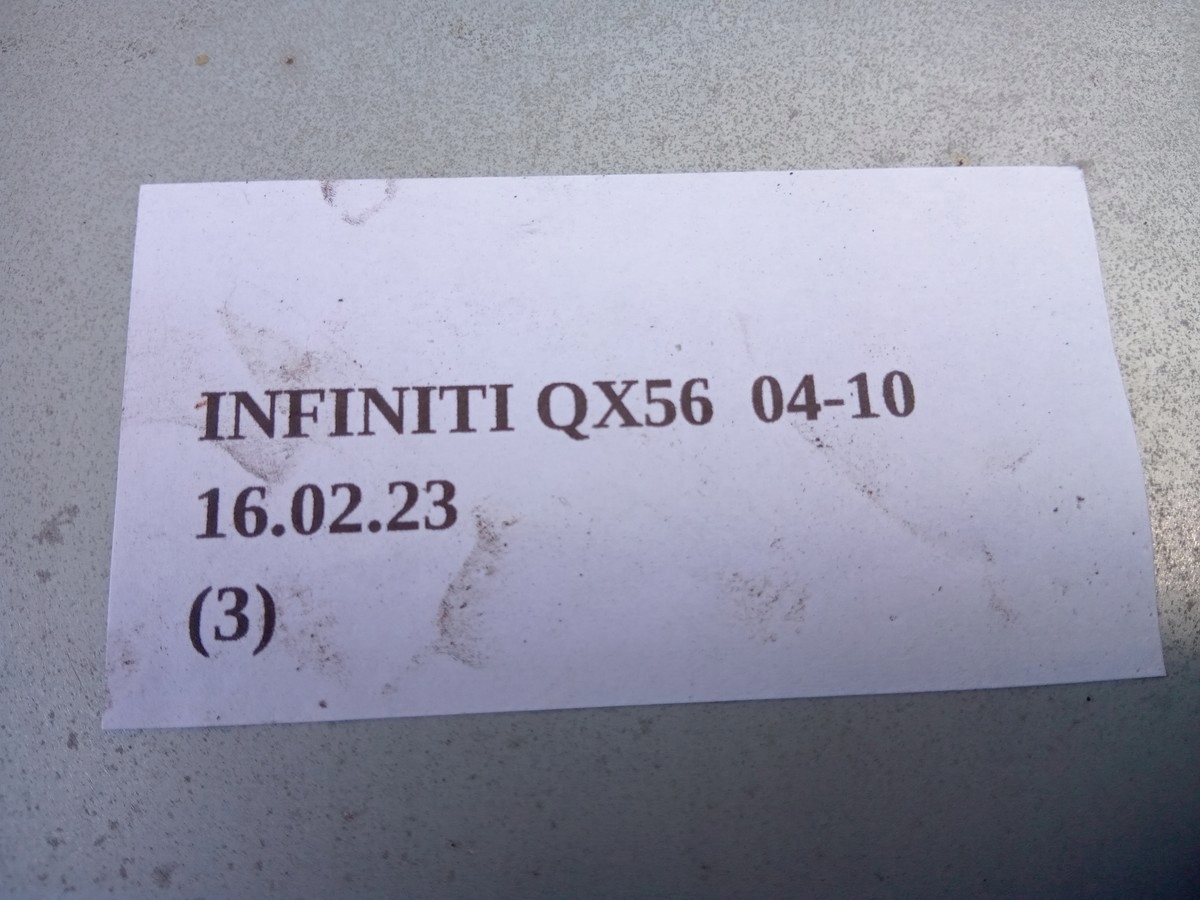 INFINITI QX56 04-10
16.02.23
(3)